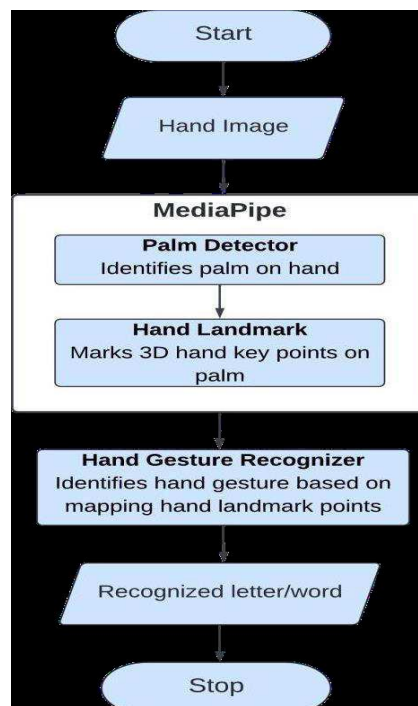 Start
Hand Image
MediaPipe
Palm Detector
Identifies palm on hand
Hand Landmark
Marks 3D hand key points on
palm
Hand Gesture Recognizer
Identifies hand gesture based on
mapping hand landmark points
Recognized letter/word
Stop